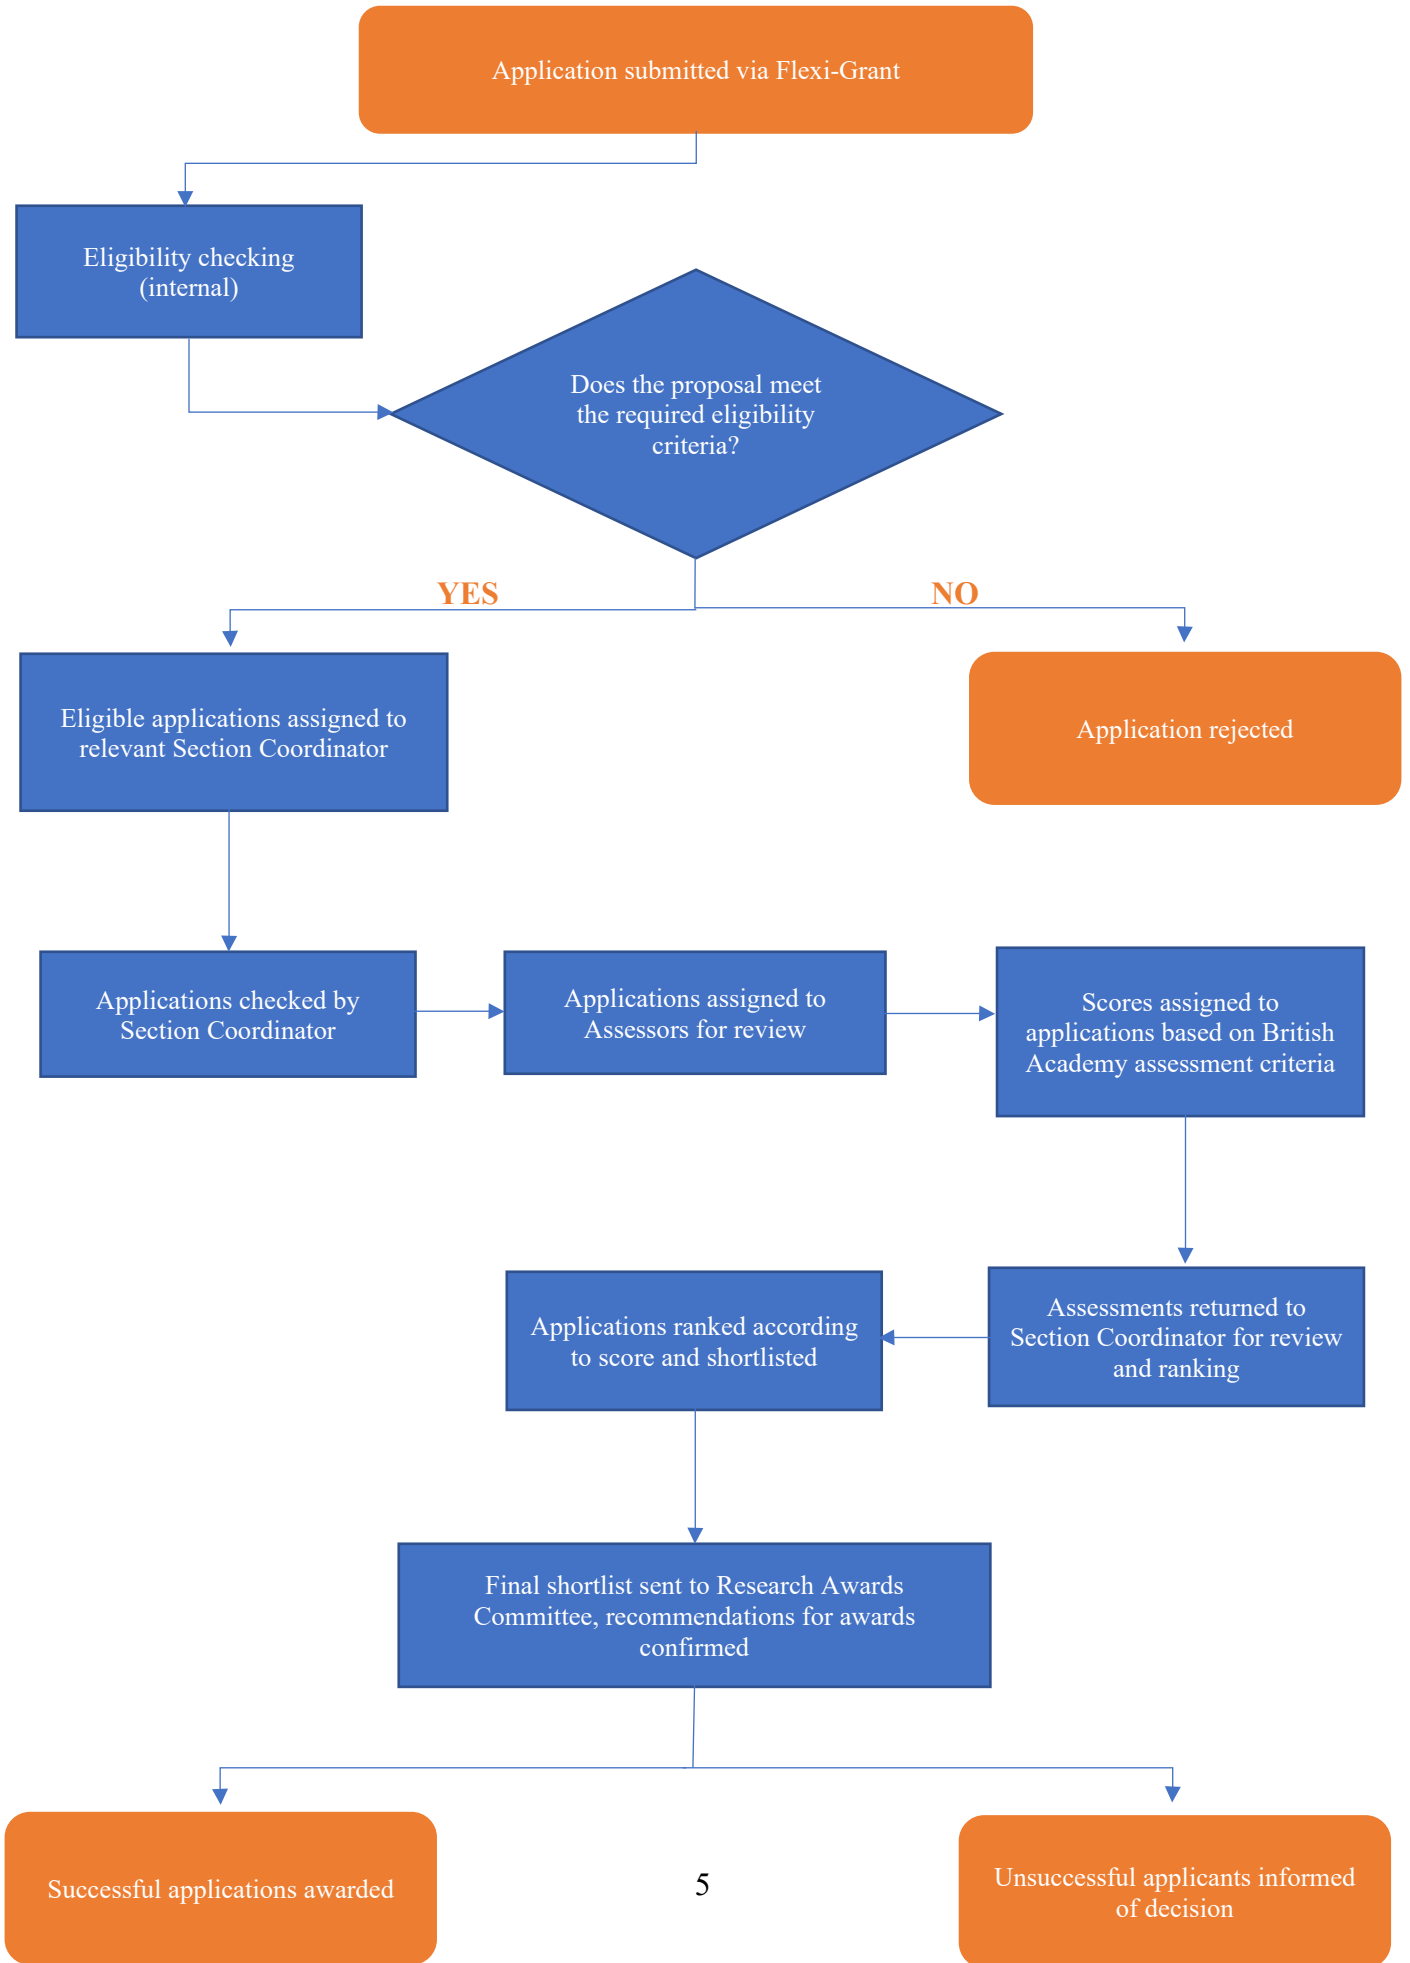 Application submitted via Flexi-Grant
Eligibility checking
(internal)
Does the proposal meet
the required eligibility
criteria?
YES
NO
Eligible applications assigned to
relevant Section Coordinator
Application rejected
Applications checked by
Section Coordinator
Applications assigned to
Assessors for review
Scores assigned to
applications based on British
Academy assessment criteria
Assessments returned to
Section Coordinator for review
and ranking
Applications ranked according
to score and shortlisted
Final shortlist sent to Research Awards
Committee, recommendations for awards
confirmed
Successful applications awarded
5
Unsuccessful applicants informed
of decision